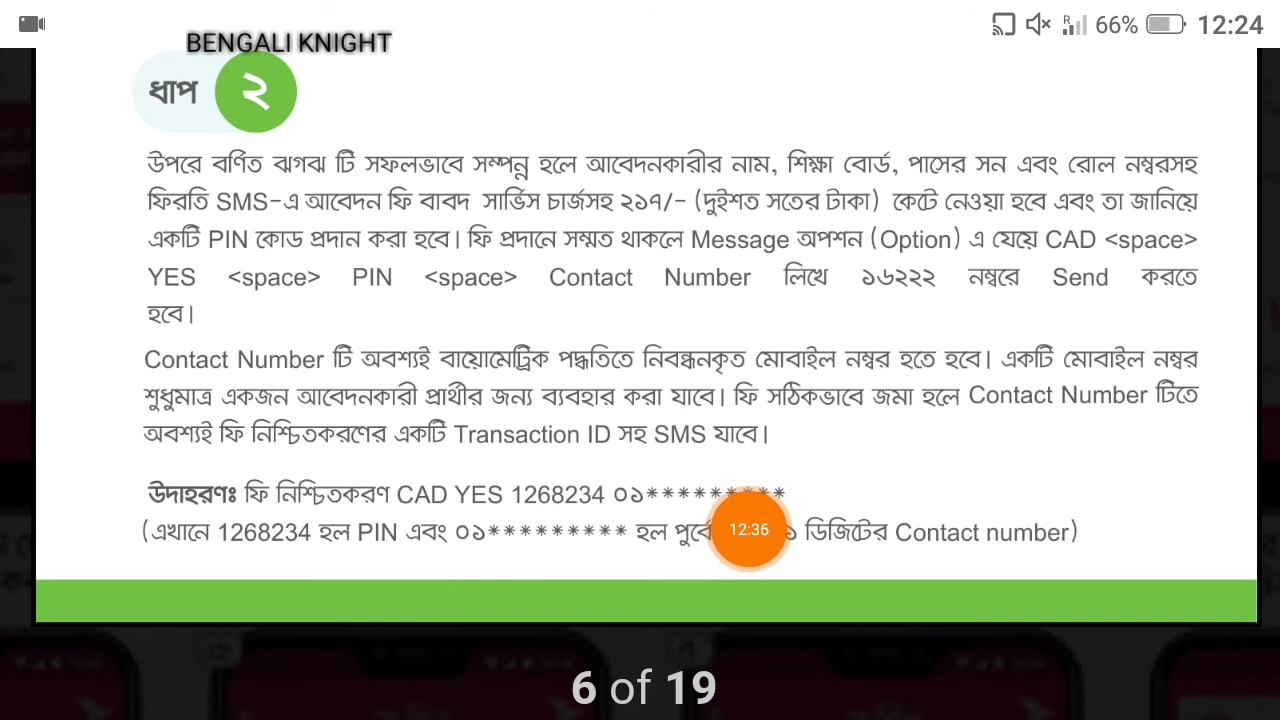 66% 12:24
BENGALI KNIGHT
ধাপ ২
উপরে বর্ণিত ঝগঝ টি সফলভাবে সম্পন্ন হলে আবেদনকারীর নাম, শিক্ষা বোর্ড, পাসের সন এবং রোল নম্বরসহ
ফিরতি SMS-এ আবেদন ফি বাবদ সার্ভিস চার্জসহ ২১৭/- (দুইশত সতের টাকা) কেটে নেওয়া হবে এবং তা জানিয়ে
একটি PIN কোড প্রদান করা হবে। ফি প্রদানে সম্মত থাকলে Message অপশন (Option) এ যেয়ে CAD <space>
YES <space> PIN <space> Contact Number লিখে ১৬২২২ নম্বরে Send করতে
হবে।
Contact Number টি অবশ্যই বায়োমেট্রিক পদ্ধতিতে নিবন্ধনকৃত মোবাইল নম্বর হতে হবে। একটি মোবাইল নম্বর
শুধুমাত্র একজন আবেদনকারী প্রার্থীর জন্য ব্যবহার করা যাবে। ফি সঠিকভাবে জমা হলে Contact Number টিতে
অবশ্যই ফি নিশ্চিতকরণের একটি Transaction ID সহ SMS যাবে।
উদাহরণঃ ফি নিশ্চিতকরণ CAD YES 1268234 ০১*********
(এখানে 1268234 হল PIN এবং ০১********* হল ১ ডিজিটের Contact number)
12:36
6 of 19